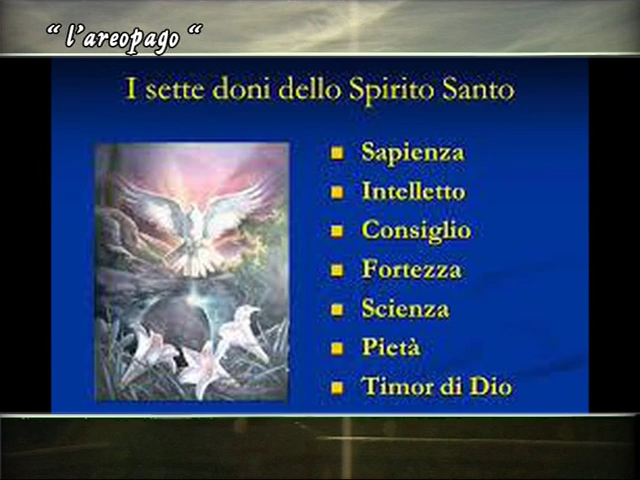 “ l'areopago “
I sette doni dello Spirito Santo
Sapienza
Intelletto
Consiglio
Fortezza
Scienza
Pietà
Timor di Dio